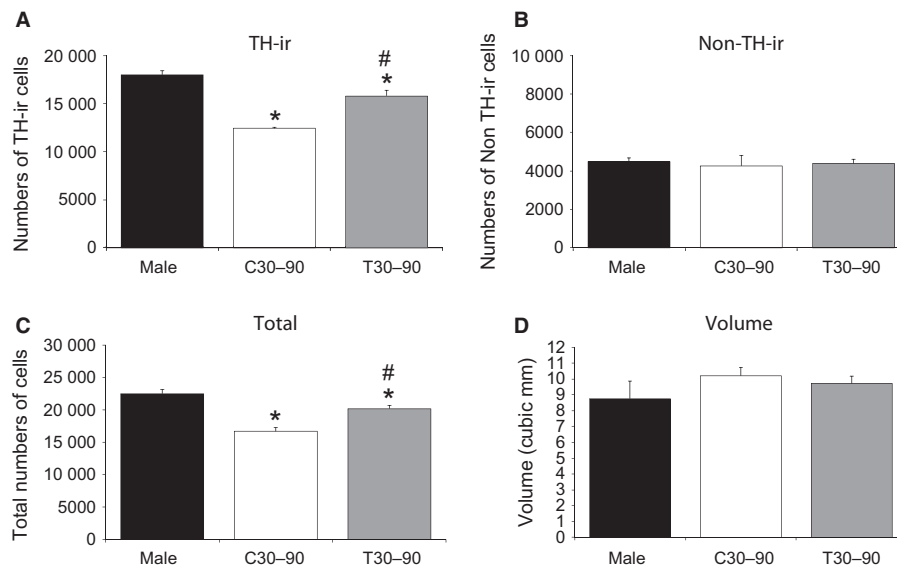 A
TH-ir
Numbers of TH-ir cells
20 000
15 000
10 000
5000
0
*
#
*
Male
C30–90
T30–90
B
Non-TH-ir
Numbers of Non TH-ir cells
10 000
8000
6000
4000
2000
0
Male
C30–90
T30–90
C
Total
Total numbers of cells
30 000
25 000
20 000
15 000
10 000
5000
0
*
#
*
Male
C30–90
T30–90
D
Volume
Volume (cubic mm)
12
11
10
9
8
7
6
5
4
3
2
1
0
Male
C30–90
T30–90